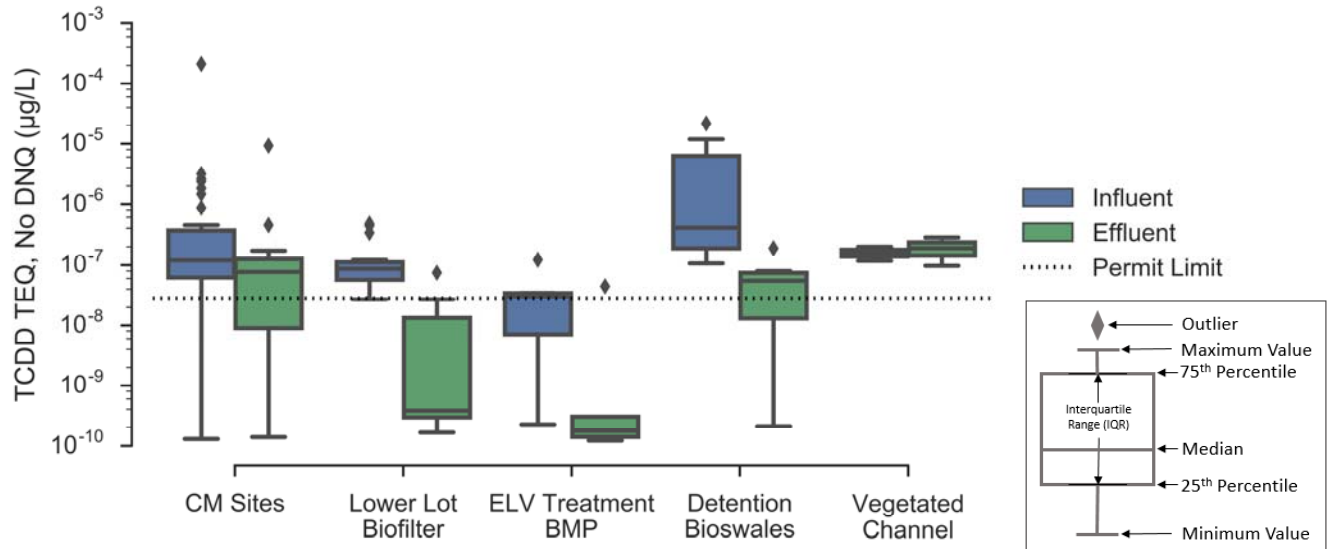 TCDD TEQ, No DNQ (µg/L)
10⁻³
10⁻⁴
10⁻⁵
10⁻⁶
10⁻⁷
10⁻⁸
10⁻⁹
10⁻¹⁰
CM Sites
Lower Lot
Biofilter
ELV Treatment
BMP
Detention
Bioswales
Vegetated
Channel
Influent
Effluent
Permit Limit
Outlier
Maximum Value
75th Percentile
Interquartile
Range (IQR)
Median
25th Percentile
Minimum Value